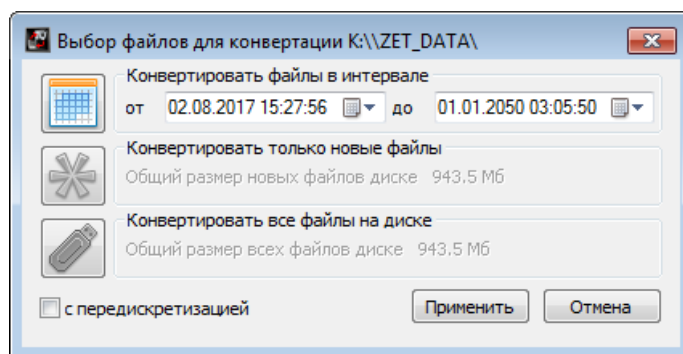 Выбор файлов для конвертации K:\\ZET_DATA\
Конвертировать файлы в интервале
от 02.08.2017 15:27:56 до 01.01.2050 03:05:50
Конвертировать только новые файлы
Общий размер новых файлов диске 943,5 Мб
Конвертировать все файлы на диске
Общий размер всех файлов диске 943,5 Мб
с передискретизацией Применить Отмена